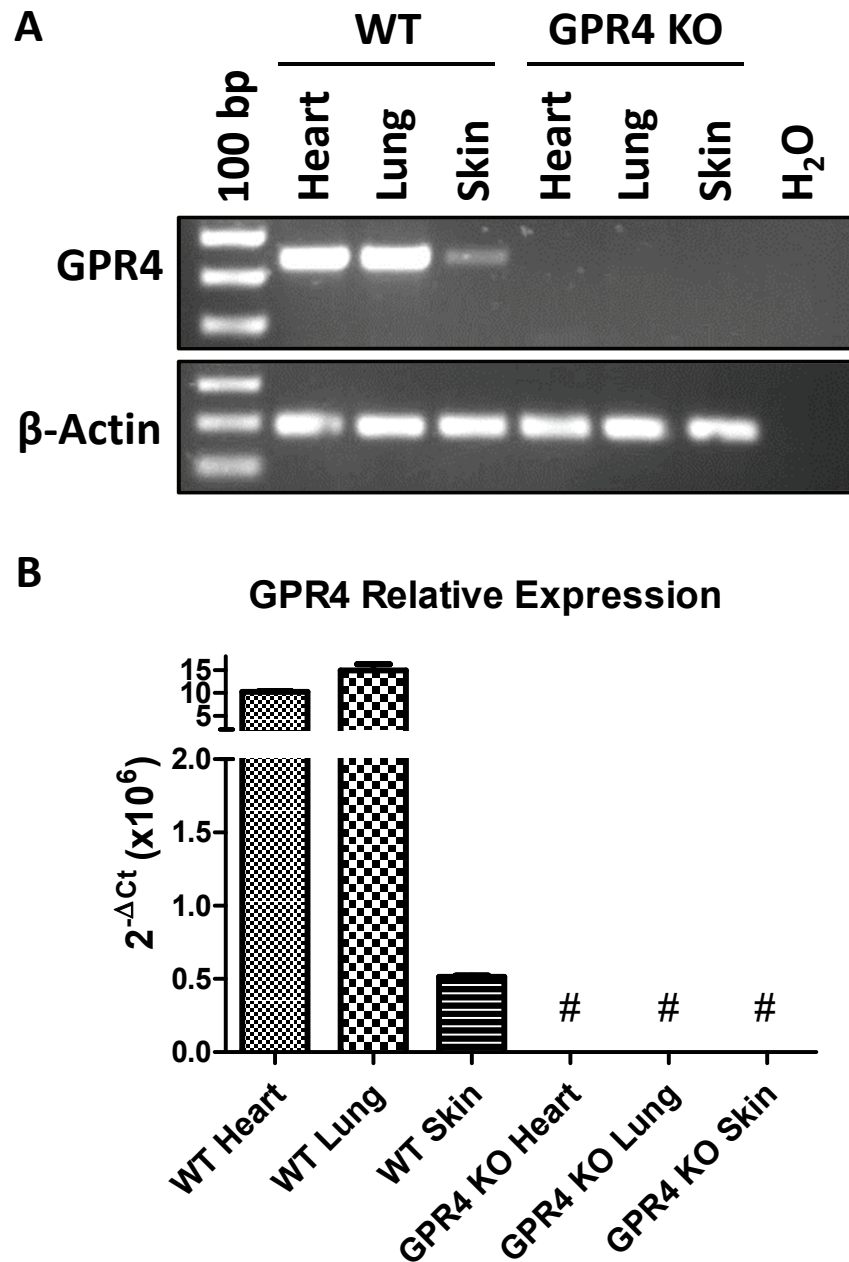 A
WT GPR4 KO
100 bp Heart Lung Skin Heart Lung Skin H₂O
GPR4
β-Actin
B
GPR4 Relative Expression
15
10
5
2.0
1.5
1.0
0.5
0.0
2^-ΔCt (x10⁶)
# # #
WT Heart
WT Lung
WT Skin
GPR4 KO Heart
GPR4 KO Lung
GPR4 KO Skin